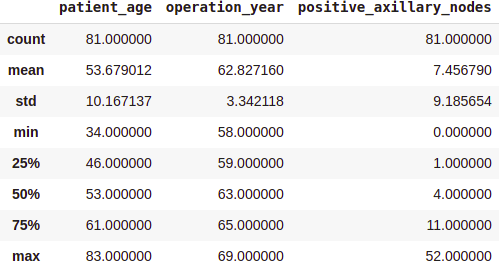 patient_age operation_year positive_axillary_nodes
count 81.000000 81.000000 81.000000
mean 53.679012 62.827160 7.456790
std 10.167137 3.342118 9.185654
min 34.000000 58.000000 0.000000
25% 46.000000 59.000000 1.000000
50% 53.000000 63.000000 4.000000
75% 61.000000 65.000000 11.000000
max 83.000000 69.000000 52.000000